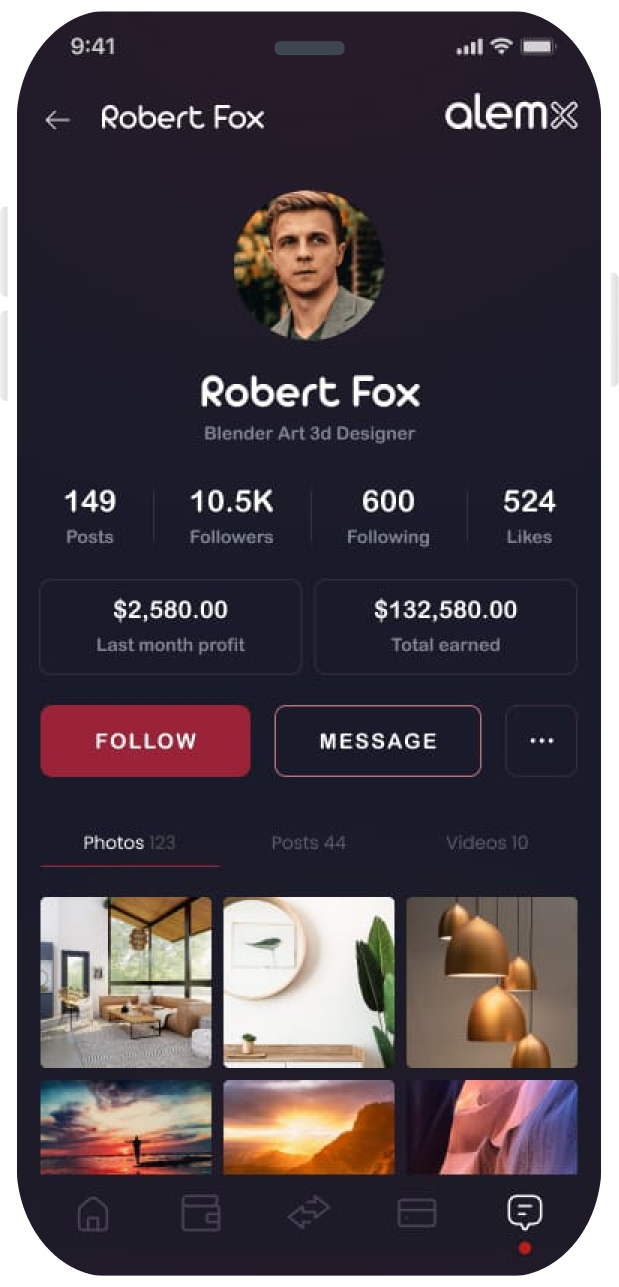 9:41
Robert Fox
alemx
Robert Fox
Blender Art 3d Designer
149 10.5K 600 524
Posts Followers Following Likes
$2,580.00 $132,580.00
Last month profit Total earned
FOLLOW MESSAGE ...
Photos 123 Posts 44 Videos 10